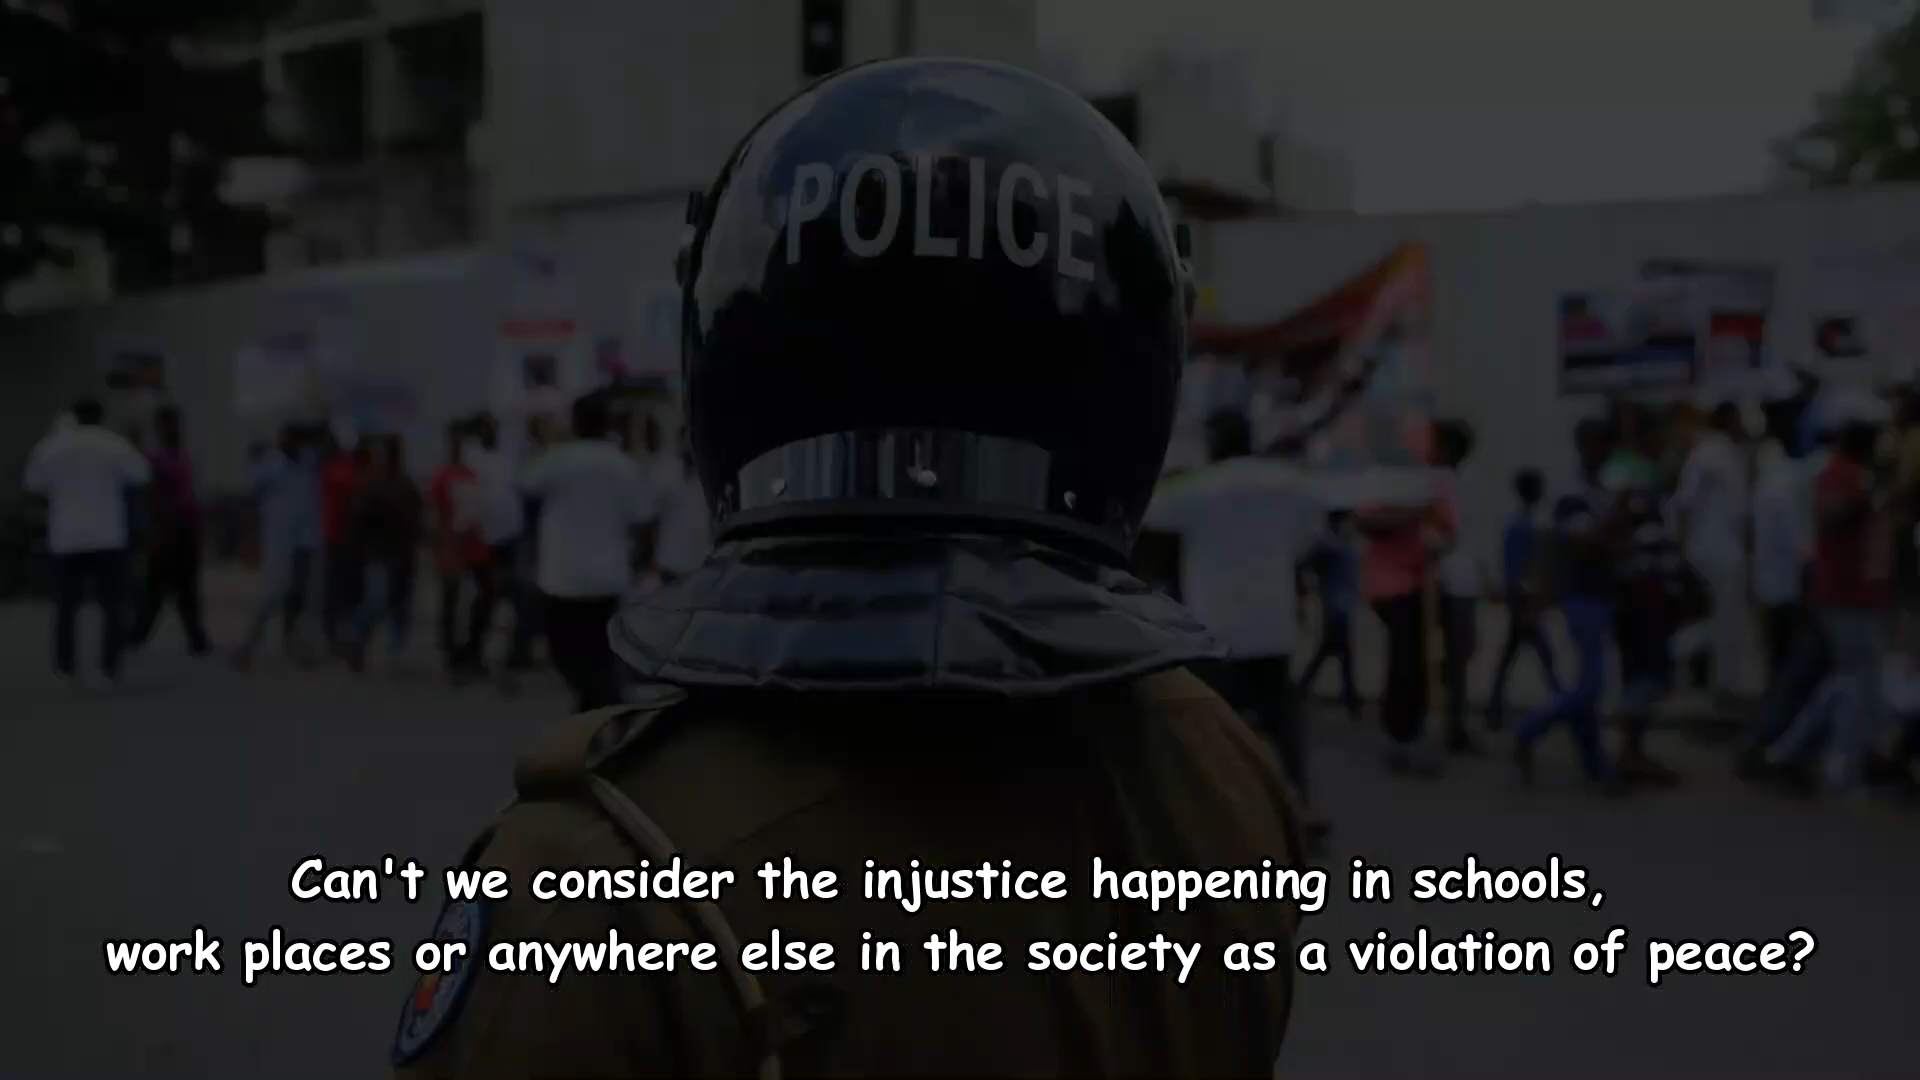 POLICE
Can't we consider the injustice happening in schools,
work places or anywhere else in the society as a violation of peace?